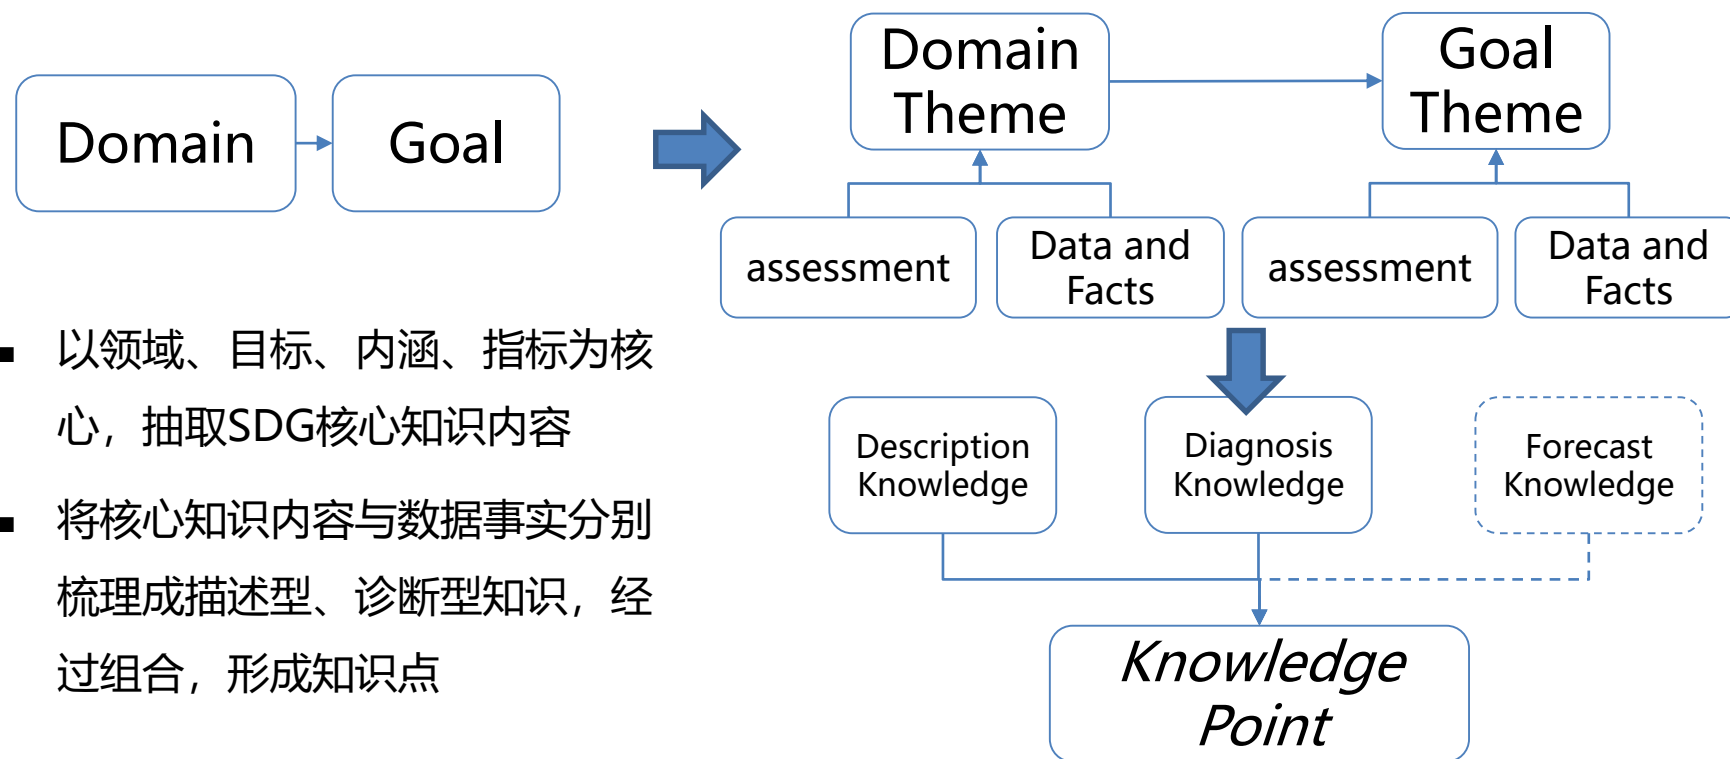 Domain
Goal
Domain
Theme
Goal
Theme
assessment
Data and
Facts
assessment
Data and
Facts
以领域、目标、内涵、指标为核
心，抽取SDG核心知识内容
将核心知识内容与数据事实分别
梳理成描述型、诊断型知识，经
过组合，形成知识点
Description
Knowledge
Diagnosis
Knowledge
Forecast
Knowledge
Knowledge
Point